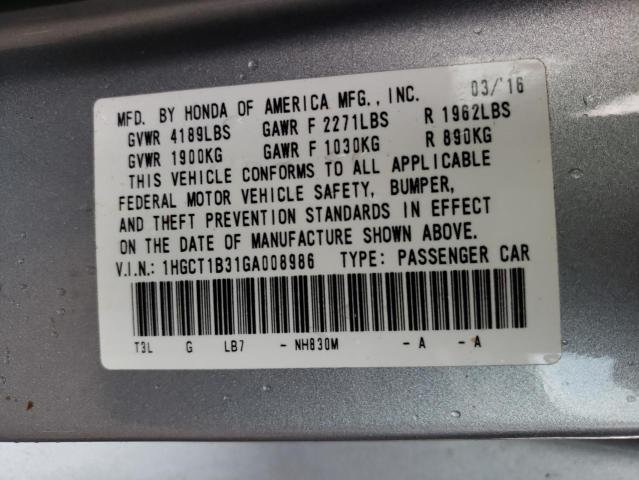 MFD. BY HONDA OF AMERICA MFG., INC. 03/'16
GVWR 4189LBS GAWR F 2271LBS R 1962LBS
GVWR 1900KG GAWR F 1030KG R 890KG
THIS VEHICLE CONFORMS TO ALL APPLICABLE
FEDERAL MOTOR VEHICLE SAFETY, BUMPER,
AND THEFT PREVENTION STANDARDS IN EFFECT
ON THE DATE OF MANUFACTURE SHOWN ABOVE.
V.I.N.: 1HGCT1B31GA008986 TYPE: PASSENGER CAR
T3L G LB7 - NH830M - A - A